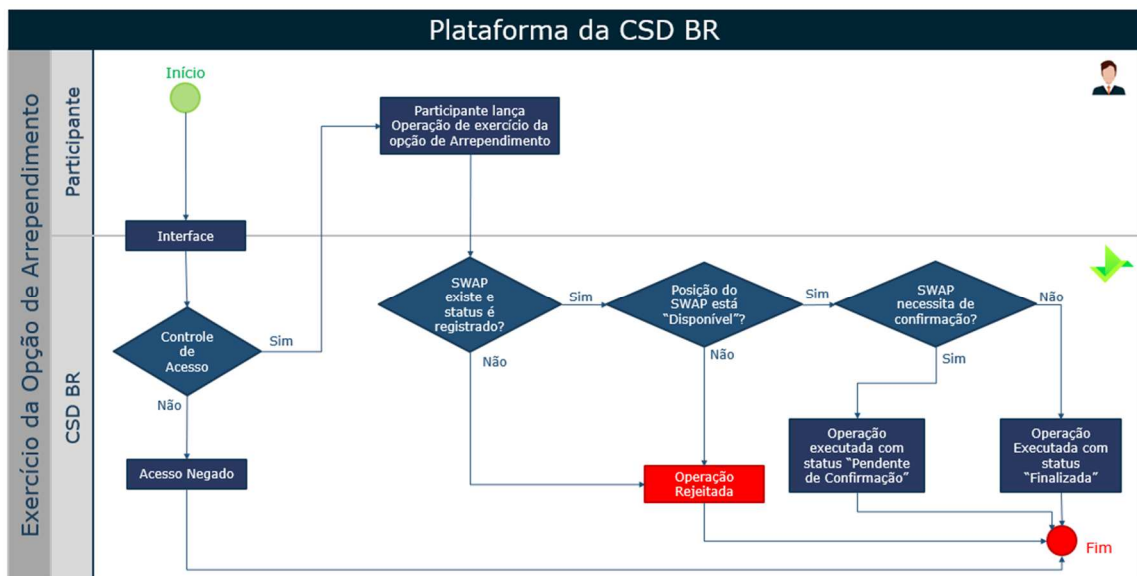 Plataforma da CSD BR
Exercício da Opção de Arrependimento
Participante
CSD BR
Início
Participante lança
Operação de exercício da
opção de Arrependimento
Interface
Controle
de
Acesso
Sim
Não
Acesso Negado
SWAP
existe e
status é
registrado?
Sim
Não
Posição do
SWAP está
“Disponível”?
Sim
Não
Operação
Rejeitada
SWAP
necessita de
confirmação?
Não
Sim
Operação
executada com
status “Pendente
de Confirmação”
Operação
Executada com
status
“Finalizada”
Fim